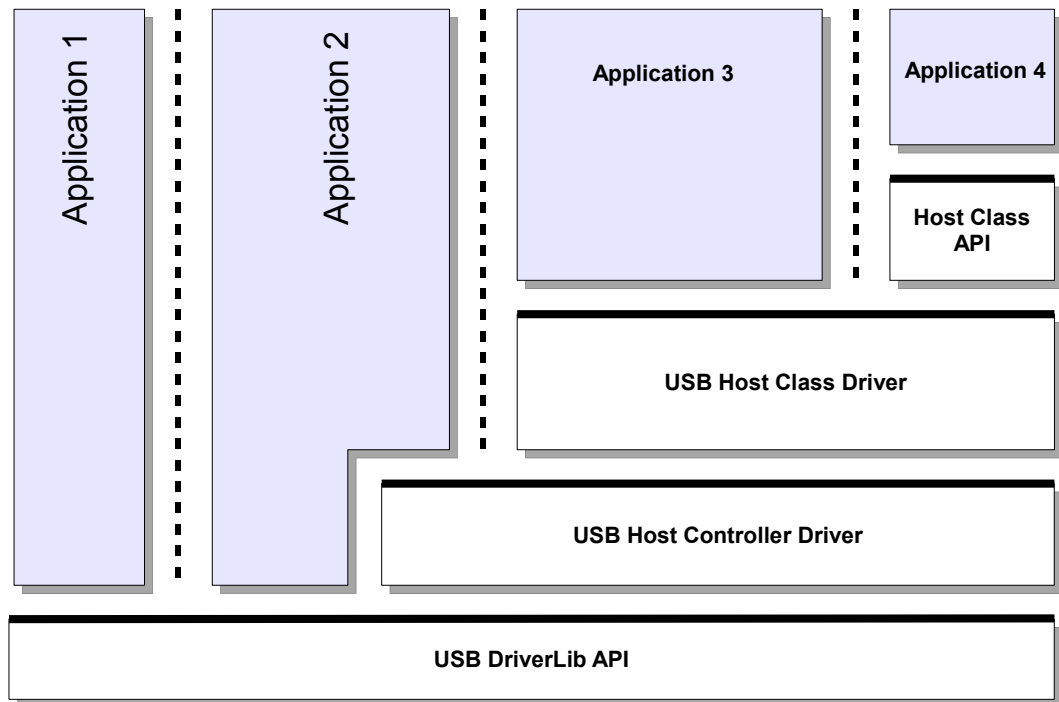 Application 1
Application 2
Application 3
Application 4
Host Class
API
USB Host Class Driver
USB Host Controller Driver
USB DriverLib API